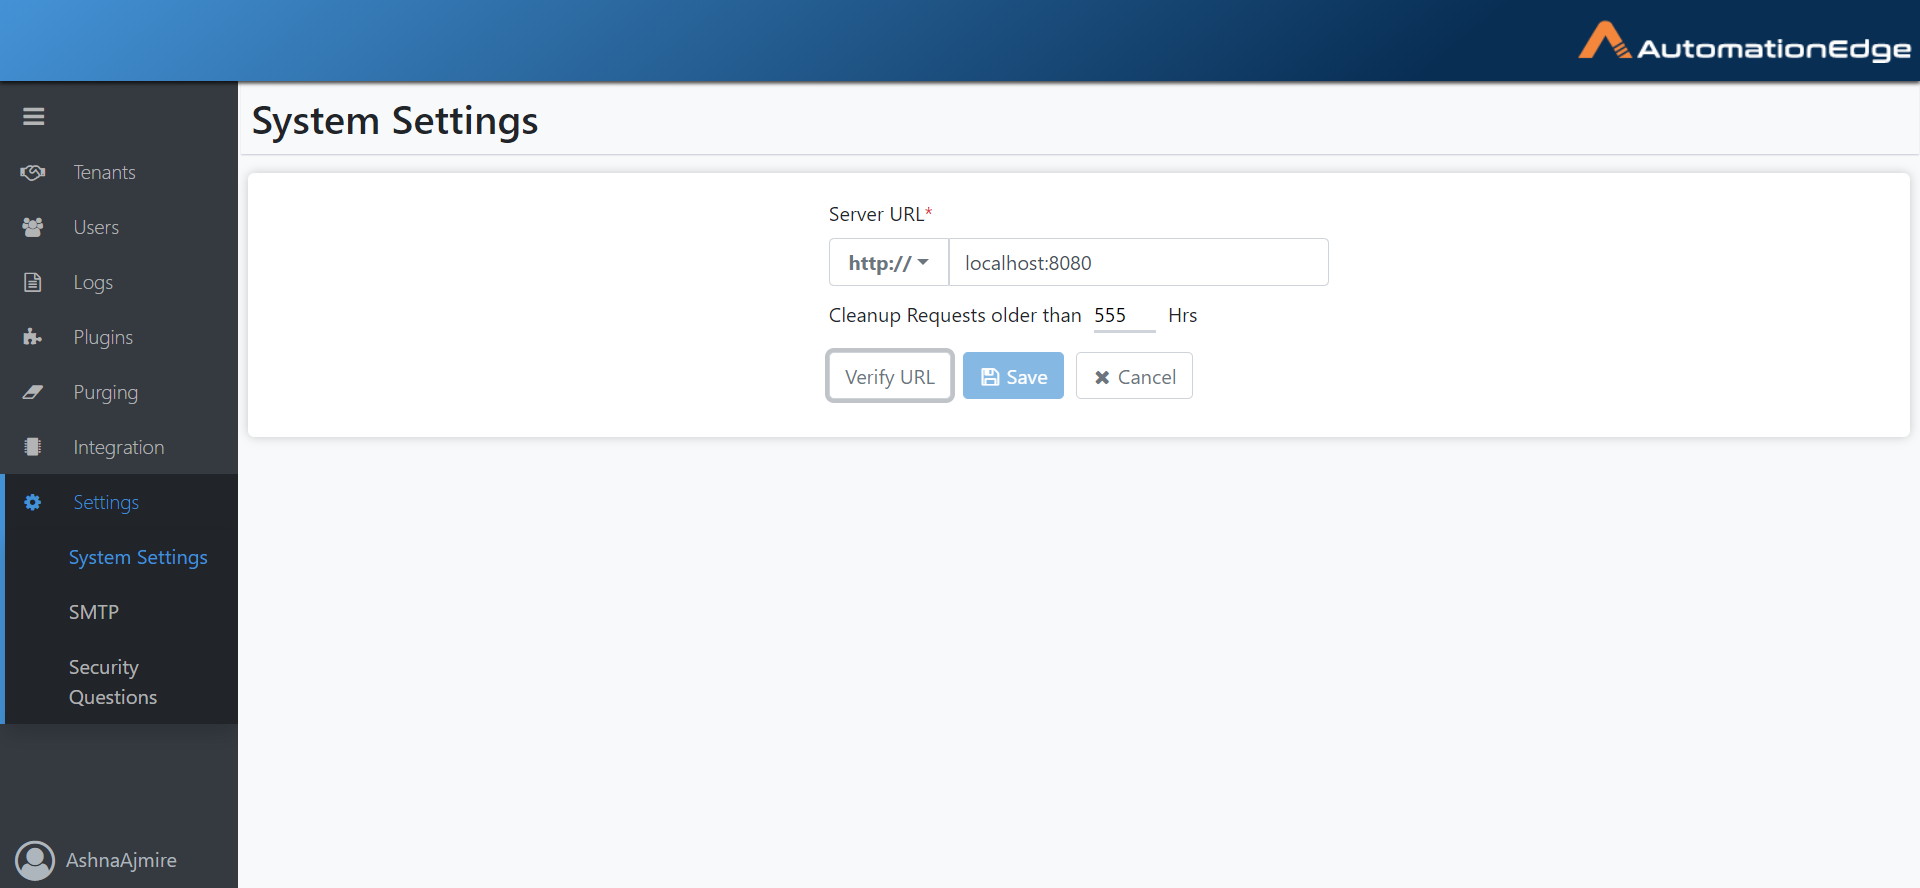 AutomationEdge
System Settings
Tenants
Users
Logs
Plugins
Purging
Integration
Settings
System Settings
SMTP
Security
Questions
AshnaAjmire
Server URL*
http:// localhost:8080
Cleanup Requests older than 555 Hrs
Verify URL Save Cancel